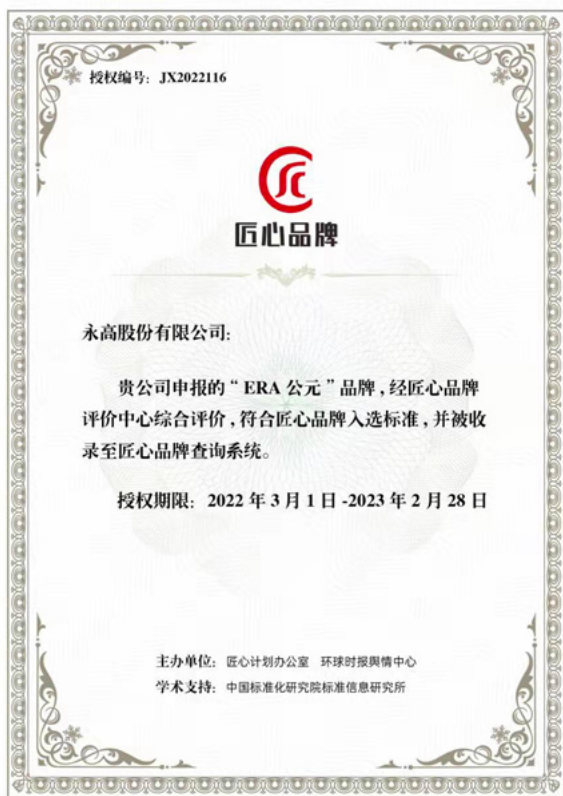 授权编号：JX2022116
匠心品牌
永高股份有限公司：
贵公司申报的“ERA 公元”品牌，经匠心品牌
评价中心综合评价，符合匠心品牌入选标准，并被收
录至匠心品牌查询系统。
授权期限：2022 年 3 月 1 日 -2023 年 2 月 28 日
主办单位：匠心计划办公室 环球时报舆情中心
学术支持：中国标准化研究院标准信息研究所